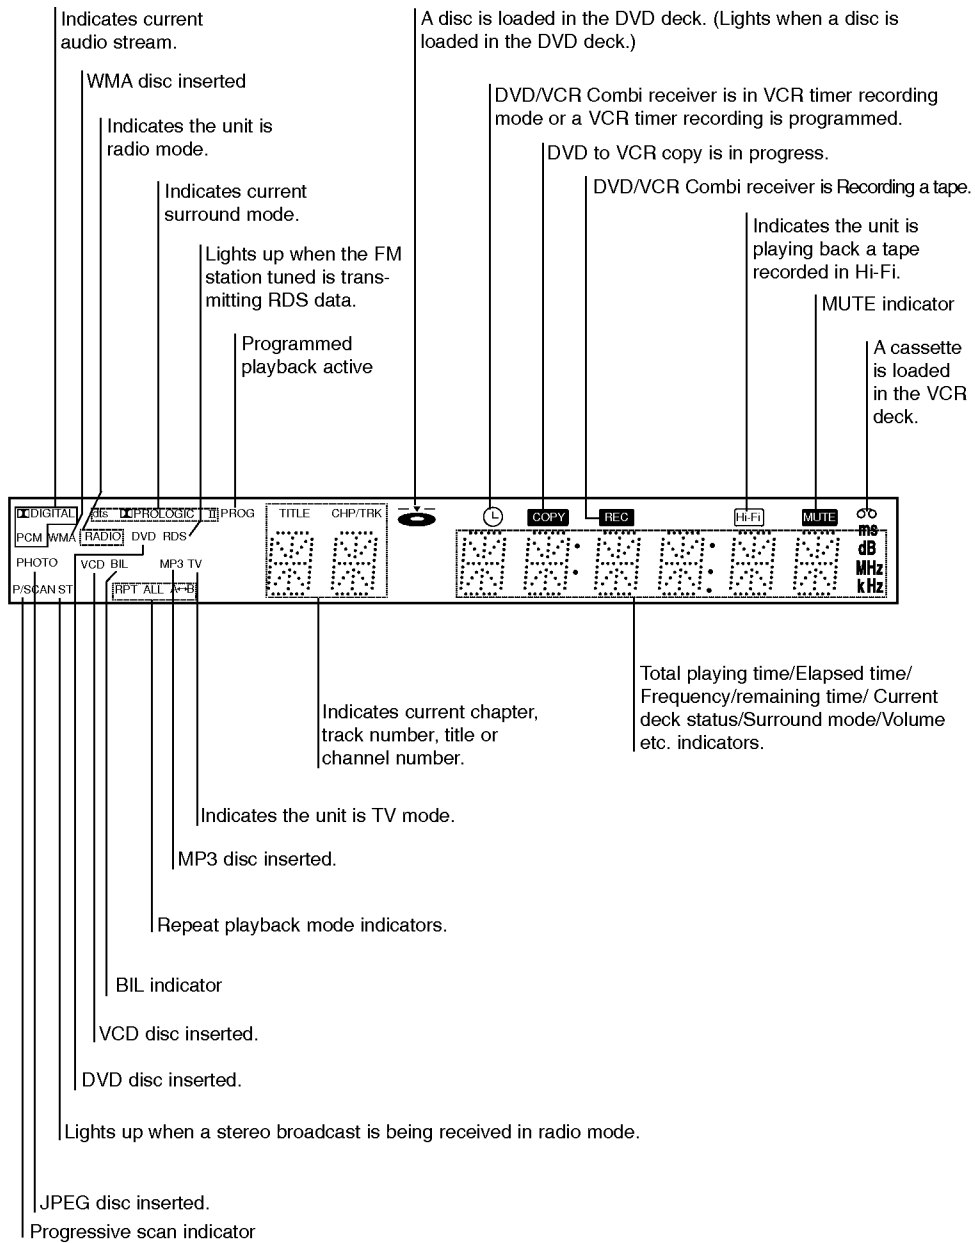 Indicates current
audio stream.
WMA disc inserted
Indicates the unit is
radio mode.
Indicates current
surround mode.
Lights up when the FM
station tuned is trans-
mitting RDS data.
Programmed
playback active
A disc is loaded in the DVD deck. (Lights when a disc is
loaded in the DVD deck.)
DVD/VCR Combi receiver is in VCR timer recording
mode or a VCR timer recording is programmed.
DVD to VCR copy is in progress.
DVD/VCR Combi receiver is Recording a tape.
Indicates the unit is
playing back a tape
recorded in Hi-Fi.
MUTE indicator
A cassette
is loaded
in the VCR
deck.
DIGITAL dts PROLOGIC II PROG
PCM WMA RADIO DVD RDS
PHOTO VCD BIL MP3 TV
P/SCAN ST RPT ALL A↔B
TITLE CHP/TRK
COPY REC Hi-Fi MUTE
ms
dB
MHz
kHz
Total playing time/Elapsed time/
Frequency/remaining time/ Current
deck status/Surround mode/Volume
etc. indicators.
Indicates current chapter,
track number, title or
channel number.
Indicates the unit is TV mode.
MP3 disc inserted.
Repeat playback mode indicators.
BIL indicator
VCD disc inserted.
DVD disc inserted.
Lights up when a stereo broadcast is being received in radio mode.
JPEG disc inserted.
Progressive scan indicator